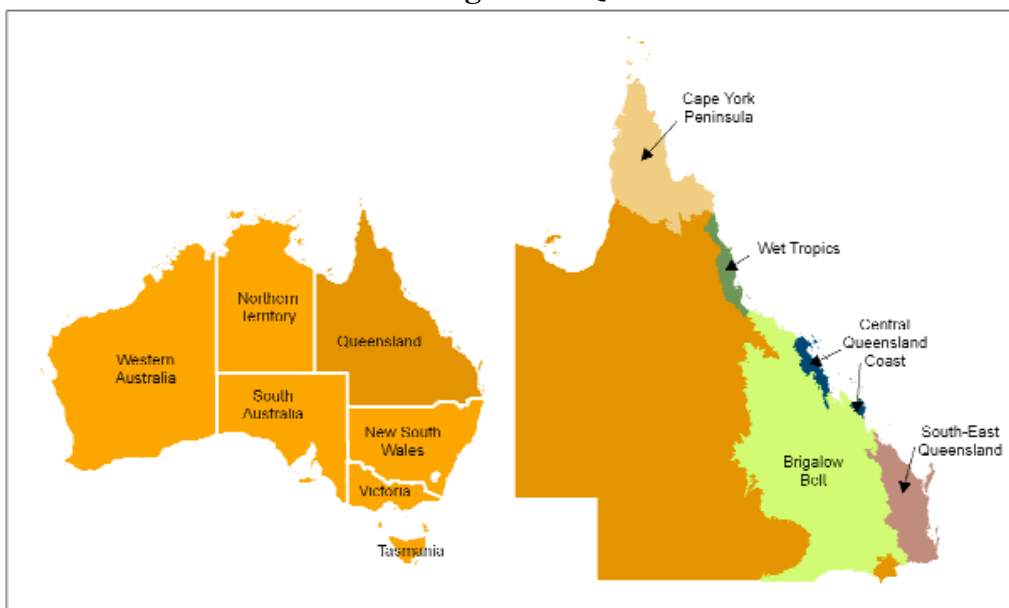 Cape York
Peninsula
Wet Tropics
Central
Queensland
Coast
South-East
Queensland
Brigalow
Belt
Northern
Territory
Queensland
Western
Australia
South
Australia
New South
Wales
Victoria
Tasmania